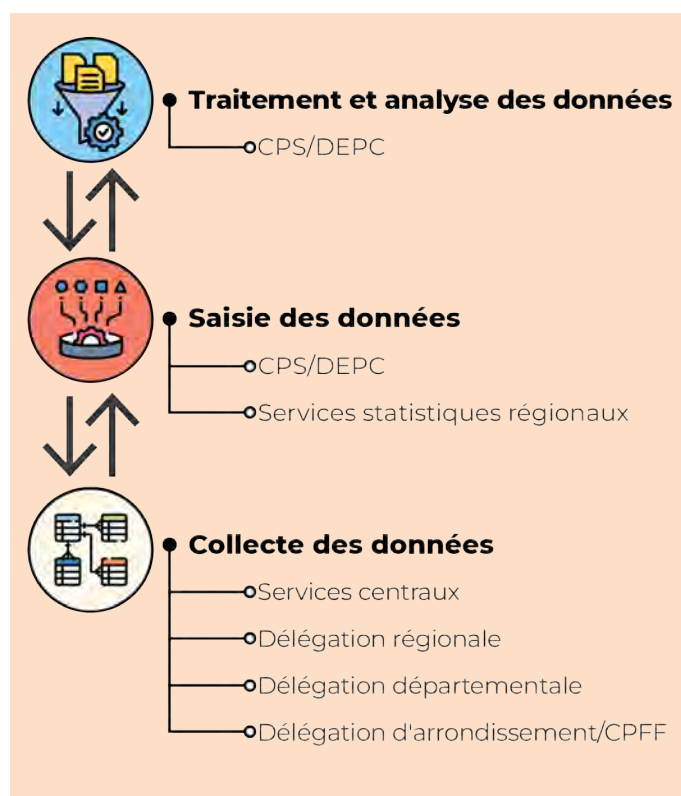 Traitement et analyse des données
CPS/DEPC
Saisie des données
CPS/DEPC
Services statistiques régionaux
Collecte des données
Services centraux
Délégation régionale
Délégation départementale
Délégation d'arrondissement/CPFF